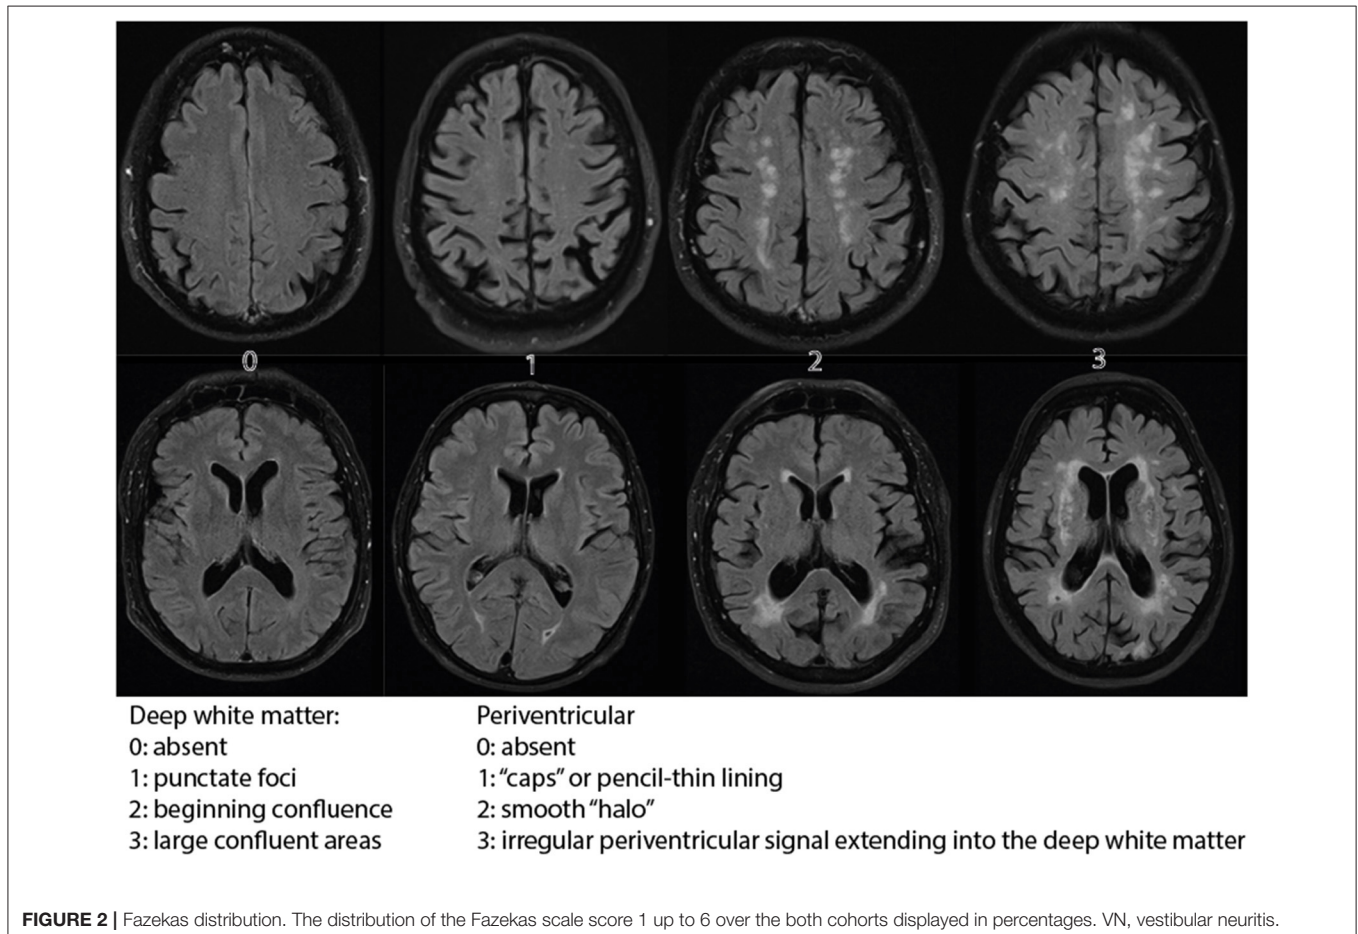 0 1 2 3
Deep white matter:
0: absent
1: punctate foci
2: beginning confluence
3: large confluent areas
Periventricular
0: absent
1: “caps” or pencil-thin lining
2: smooth “halo”
3: irregular periventricular signal extending into the deep white matter
FIGURE 2 | Fazekas distribution. The distribution of the Fazekas scale score 1 up to 6 over the both cohorts displayed in percentages. VN, vestibular neuritis.